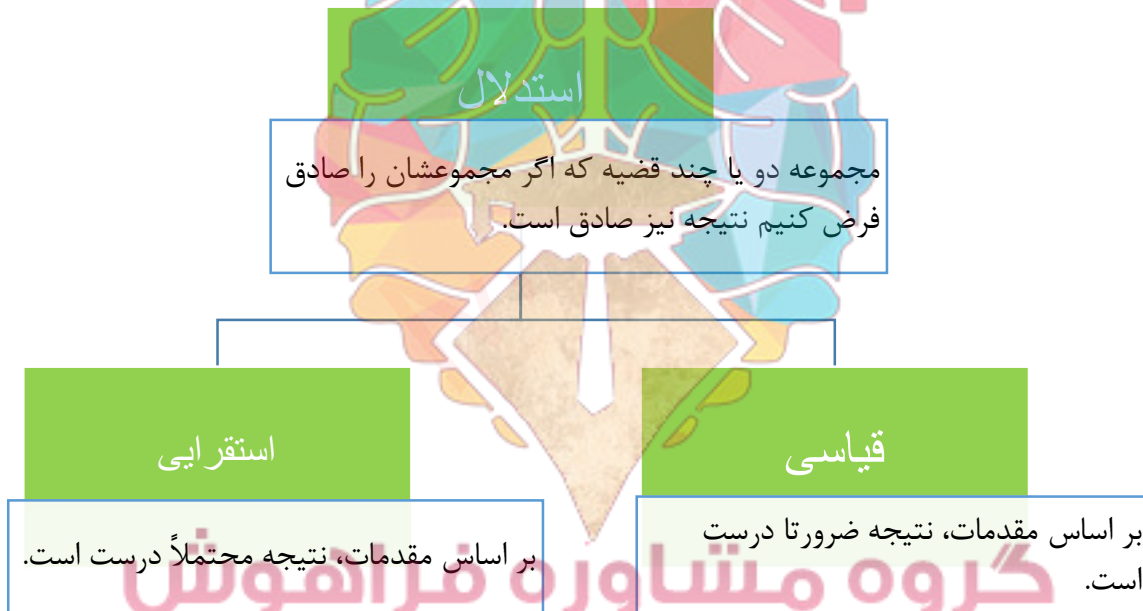 استدلال
مجموعه دو یا چند قضیه که اگر مجموعشان را صادق
فرض کنیم نتیجه نیز صادق است.
قیاسی
بر اساس مقدمات، نتیجه ضرورتا درست
است.
استقرایی
بر اساس مقدمات، نتیجه محتملاً درست است.
گروه مشاوره فراهوش